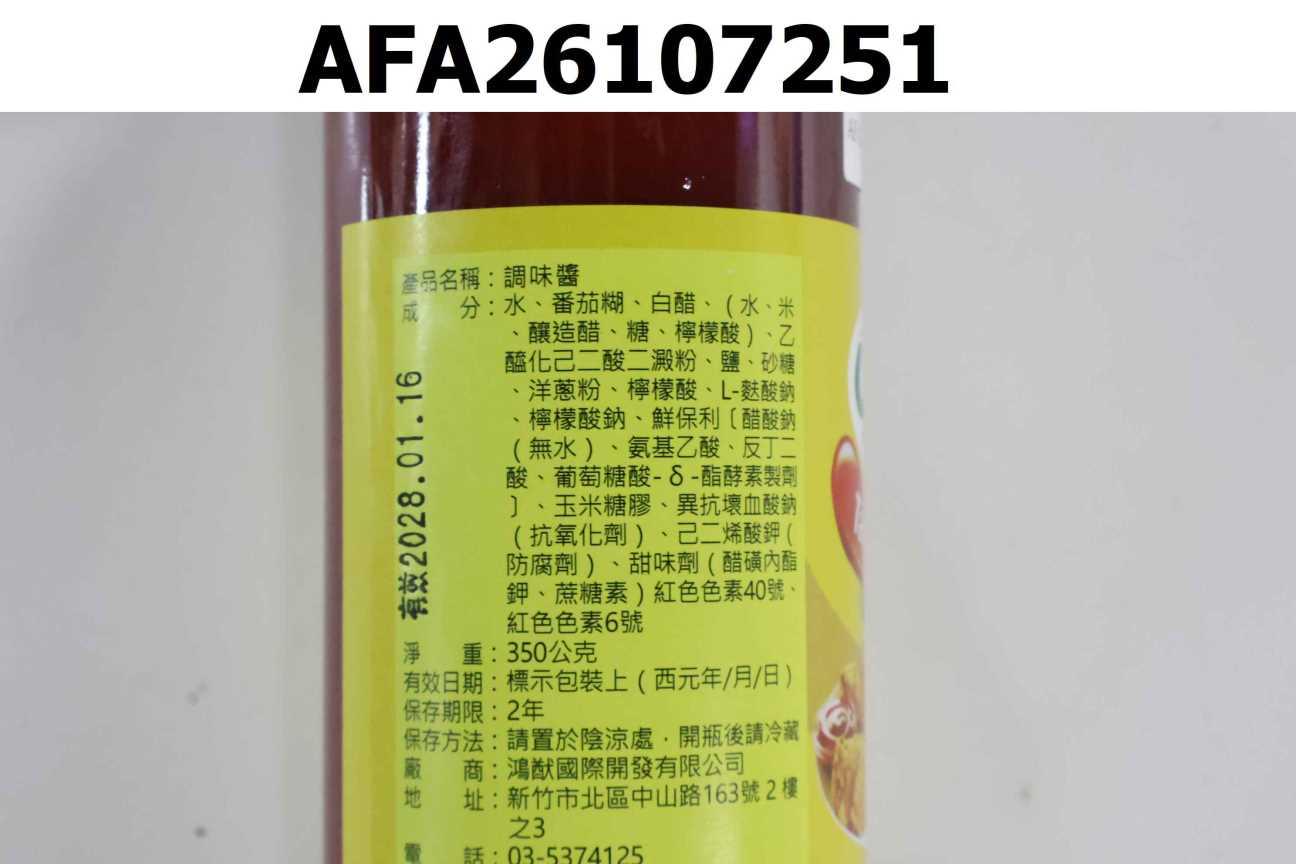 AFA26107251
產品名稱：調味醬
成　　分：水、番茄糊、白醋、(水、米
、釀造醋、糖、檸檬酸)、乙
醯化己二酸二澱粉、鹽、砂糖
、洋蔥粉、檸檬酸、L-麩酸鈉
、檸檬酸鈉、鮮保利〔醋酸鈉
(無水)、氨基乙酸、反丁二
酸、葡萄糖酸-δ-酯酵素製劑
〕、玉米糖膠、異抗壞血酸鈉
(抗氧化劑)、己二烯酸鉀(
防腐劑)、甜味劑(醋磺內酯
鉀、蔗糖素)紅色色素40號、
紅色色素6號
淨　　重：350公克
有效日期：標示包裝上(西元年/月/日)
保存期限：2年
保存方法：請置於陰涼處，開瓶後請冷藏
廠　　商：鴻猷國際開發有限公司
地　　址：新竹市北區中山路163號2樓
之3
電　　話：03-5374125
有效2028.01.16